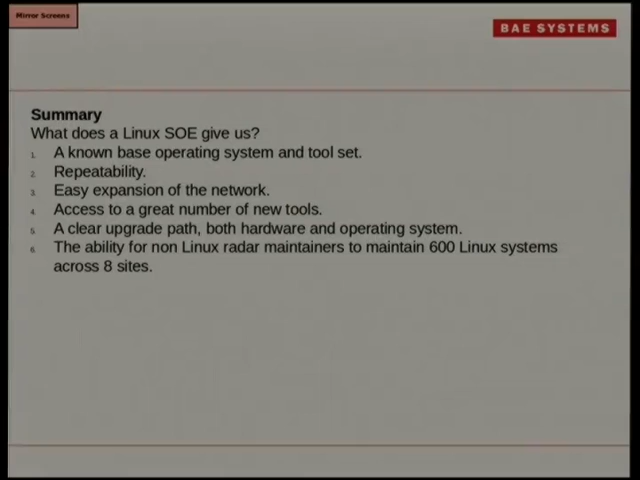 Mirror Screens
BAE SYSTEMS
Summary
What does a Linux SOE give us?
1. A known base operating system and tool set.
2. Repeatability.
3. Easy expansion of the network.
4. Access to a great number of new tools.
5. A clear upgrade path, both hardware and operating system.
6. The ability for non Linux radar maintainers to maintain 600 Linux systems
across 8 sites.